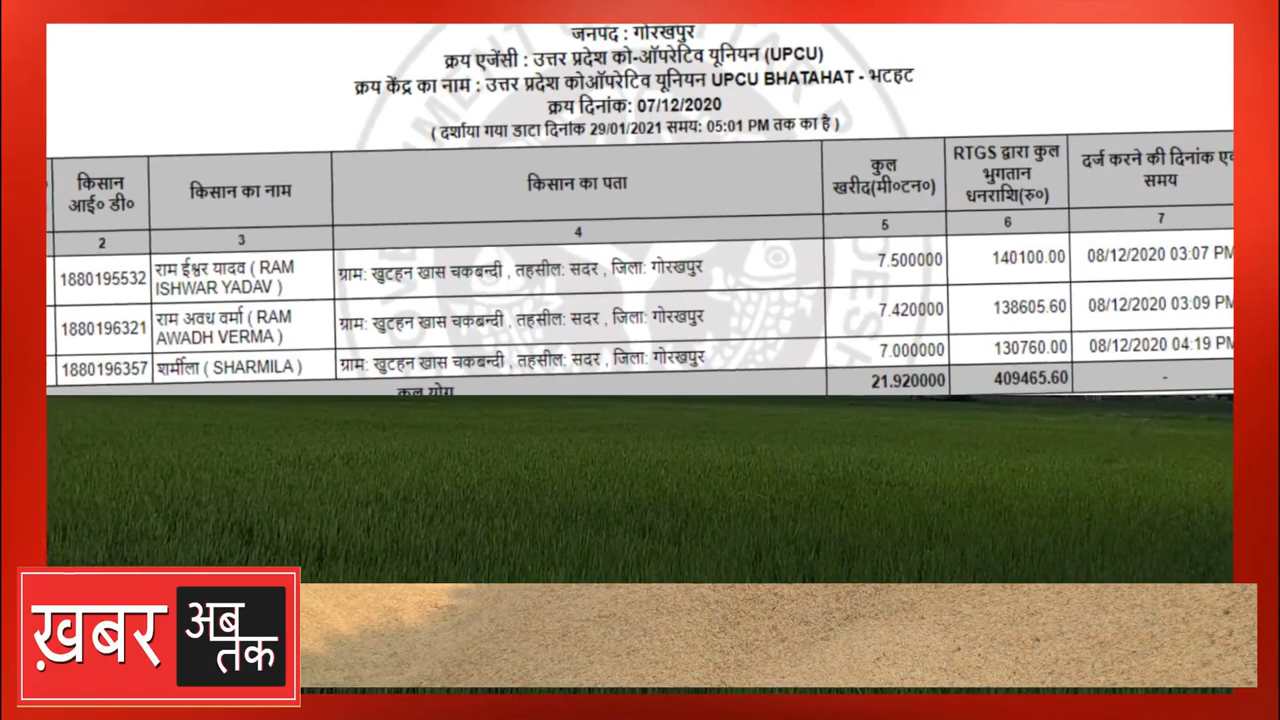 जनपद : गोरखपुर
क्रय एजेंसी : उत्तर प्रदेश को-ऑपरेटिव यूनियन (UPCU)
क्रय केंद्र का नाम : उत्तर प्रदेश कोऑपरेटिव यूनियन UPCU BHATAHAT - भटहट
क्रय दिनांक: 07/12/2020
( दर्शाया गया डाटा दिनांक 29/01/2021 समय: 05:01 PM तक का है )
किसान आई० डी० किसान का नाम किसान का पता कुल खरीद(मी०टन०) RTGS द्वारा कुल भुगतान धनराशि(रु०) दर्ज करने की दिनांक एवं समय
2 3 4 5 6 7
1880195532 राम ईश्वर यादव ( RAM ISHWAR YADAV ) ग्राम: खुटहन खास चकबन्दी , तहसील: सदर , जिला: गोरखपुर 7.500000 140100.00 08/12/2020 03:07 PM
1880196321 राम अवध वर्मा ( RAM AWADH VERMA ) ग्राम: खुटहन खास चकबन्दी , तहसील: सदर , जिला: गोरखपुर 7.420000 138605.60 08/12/2020 03:09 PM
1880196357 शर्मीला ( SHARMILA ) ग्राम: खुटहन खास चकबन्दी , तहसील: सदर , जिला: गोरखपुर 7.000000 130760.00 08/12/2020 04:19 PM
कुल योग 21.920000 409465.60 -
ख़बर अब तक